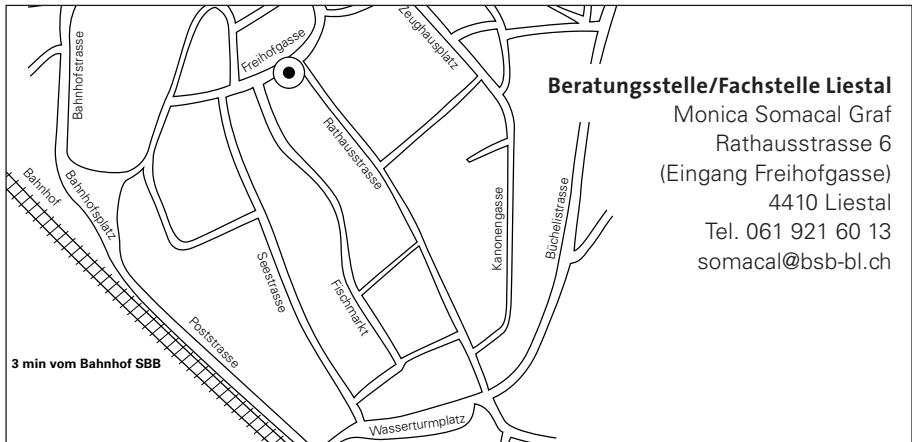 Bahnhofstrasse
Freihofgasse
Zeughausplatz
Rathausstrasse
Bahnhof
Bahnhofsplatz
Seestrasse
Fischmarkt
Kanonengasse
Büchelistrasse
Poststrasse
Wasserturmplatz
3 min vom Bahnhof SBB
Beratungsstelle/Fachstelle Liestal
Monica Somacal Graf
Rathausstrasse 6
(Eingang Freihofgasse)
4410 Liestal
Tel. 061 921 60 13
somacal@bsb-bl.ch